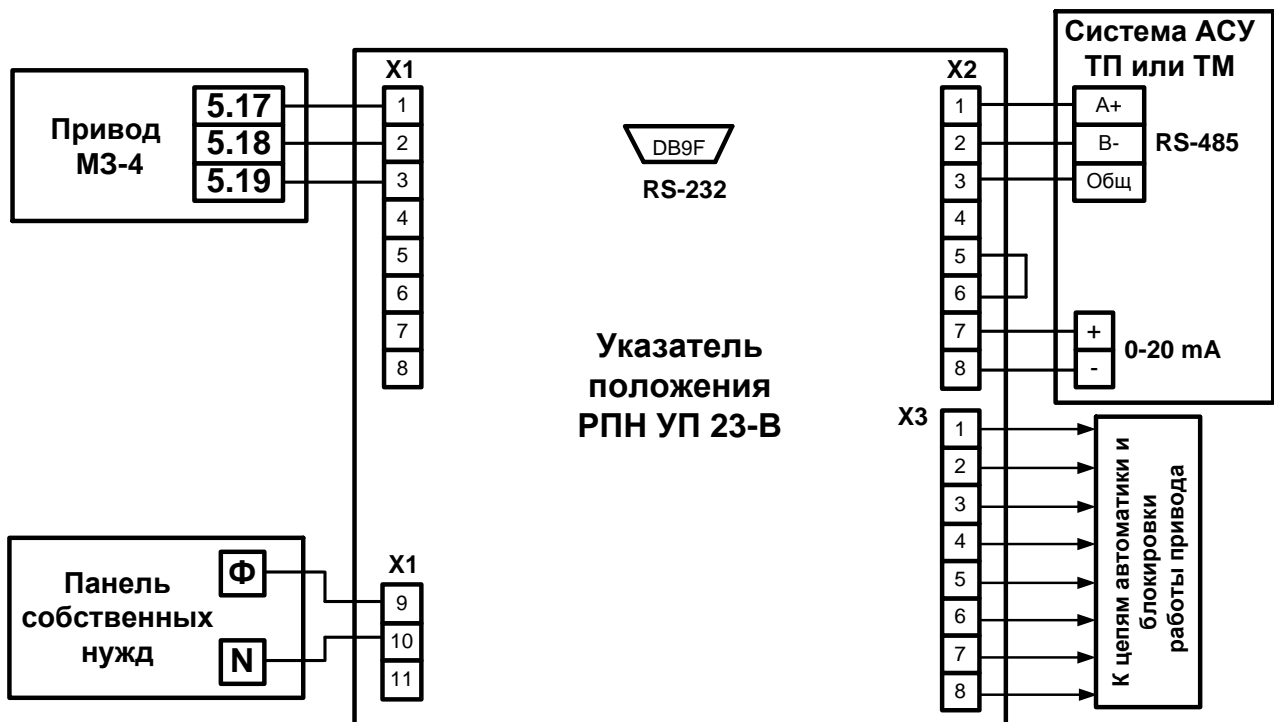 Привод
МЗ-4
5.17
5.18
5.19
X1
1
2
3
4
5
6
7
8
DB9F
RS-232
Указатель
положения
РПН УП 23-В
X2
1
2
3
4
5
6
7
8
Система АСУ
ТП или ТМ
A+
B-
Общ
RS-485
+
-
0-20 mA
X3
1
2
3
4
5
6
7
8
К цепям автоматики и
блокировки
работы привода
Панель
собственных
нужд
Ф
N
X1
9
10
11